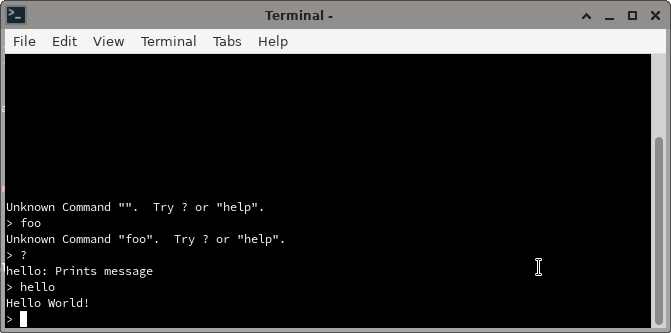 Terminal -
File Edit View Terminal Tabs Help
Unknown Command "".  Try ? or "help".
> foo
Unknown Command "foo".  Try ? or "help".
> ?
hello: Prints message
> hello
Hello World!
>